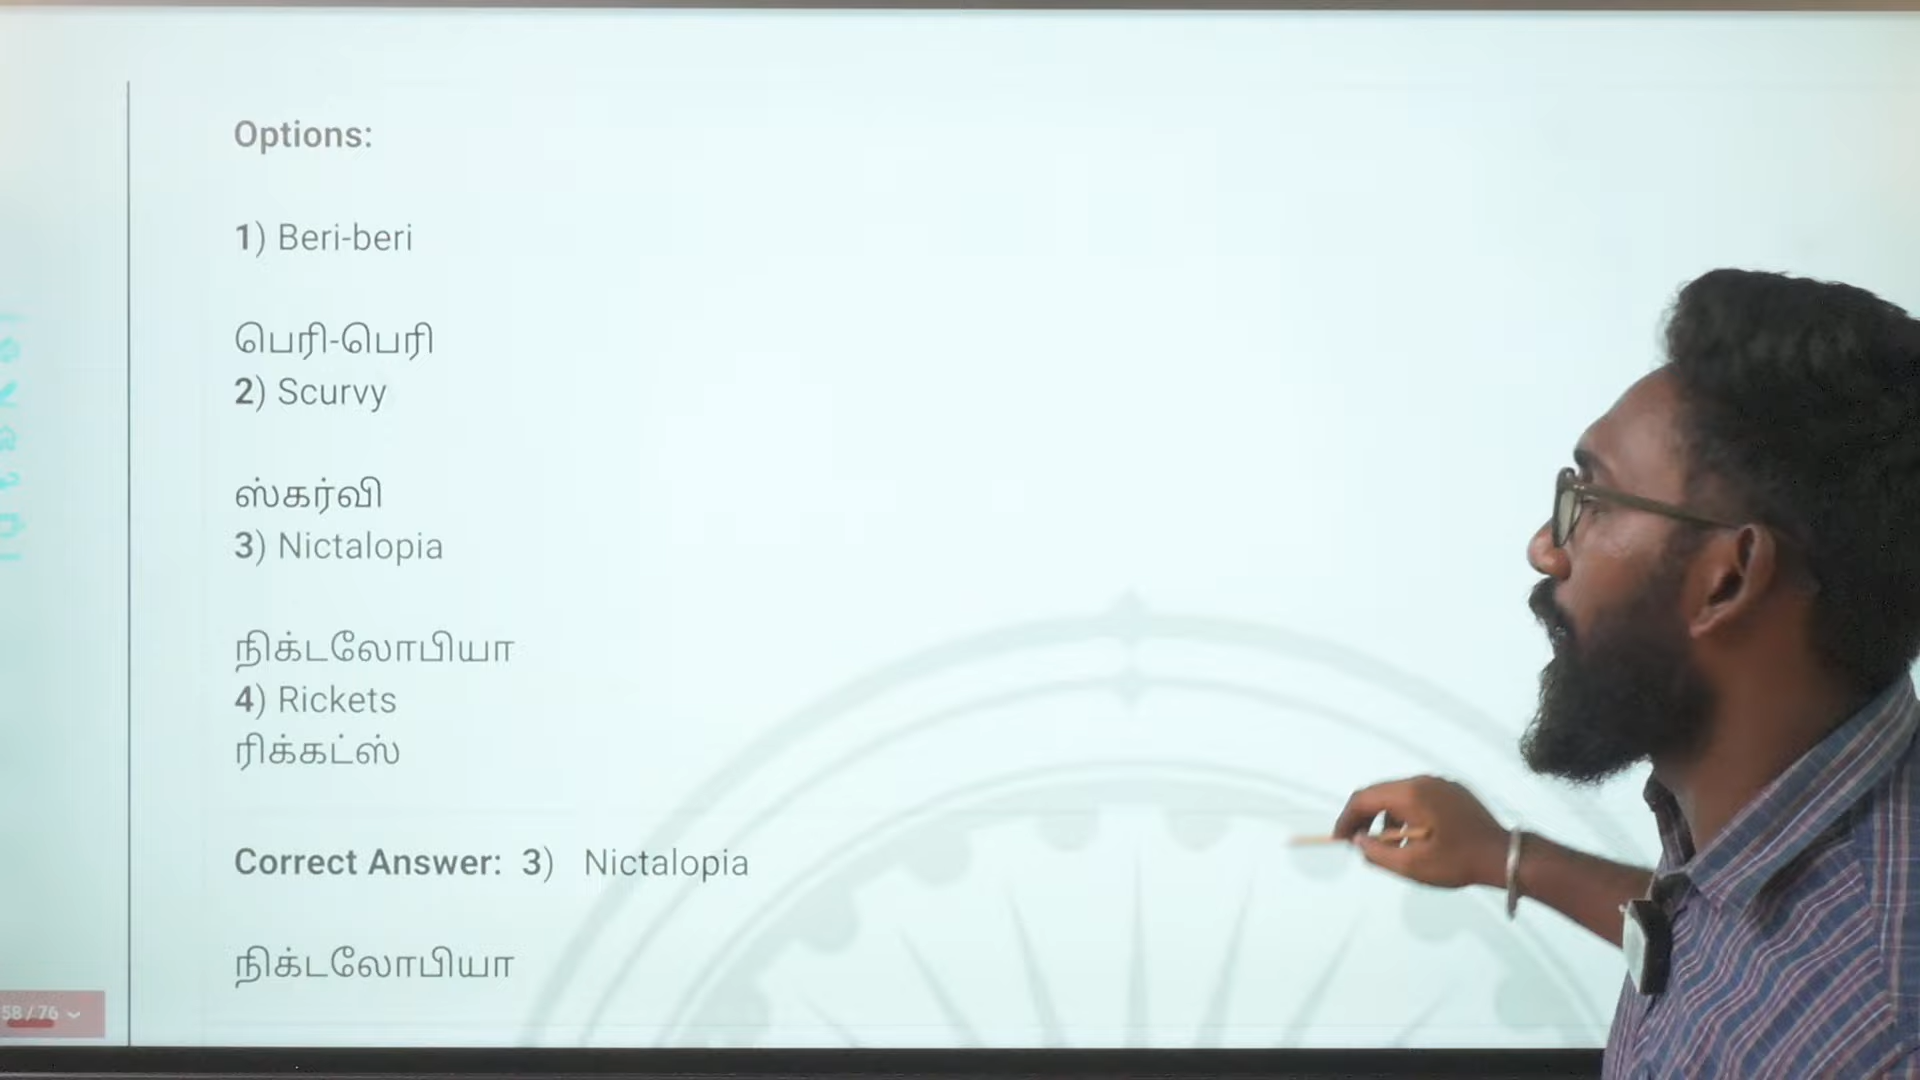 Options:
1) Beri-beri
பெரி-பெரி
2) Scurvy
ஸ்கர்வி
3) Nictalopia
நிக்டலோபியா
4) Rickets
ரிக்கட்ஸ்
Correct Answer: 3) Nictalopia
நிக்டலோபியா
58 / 76